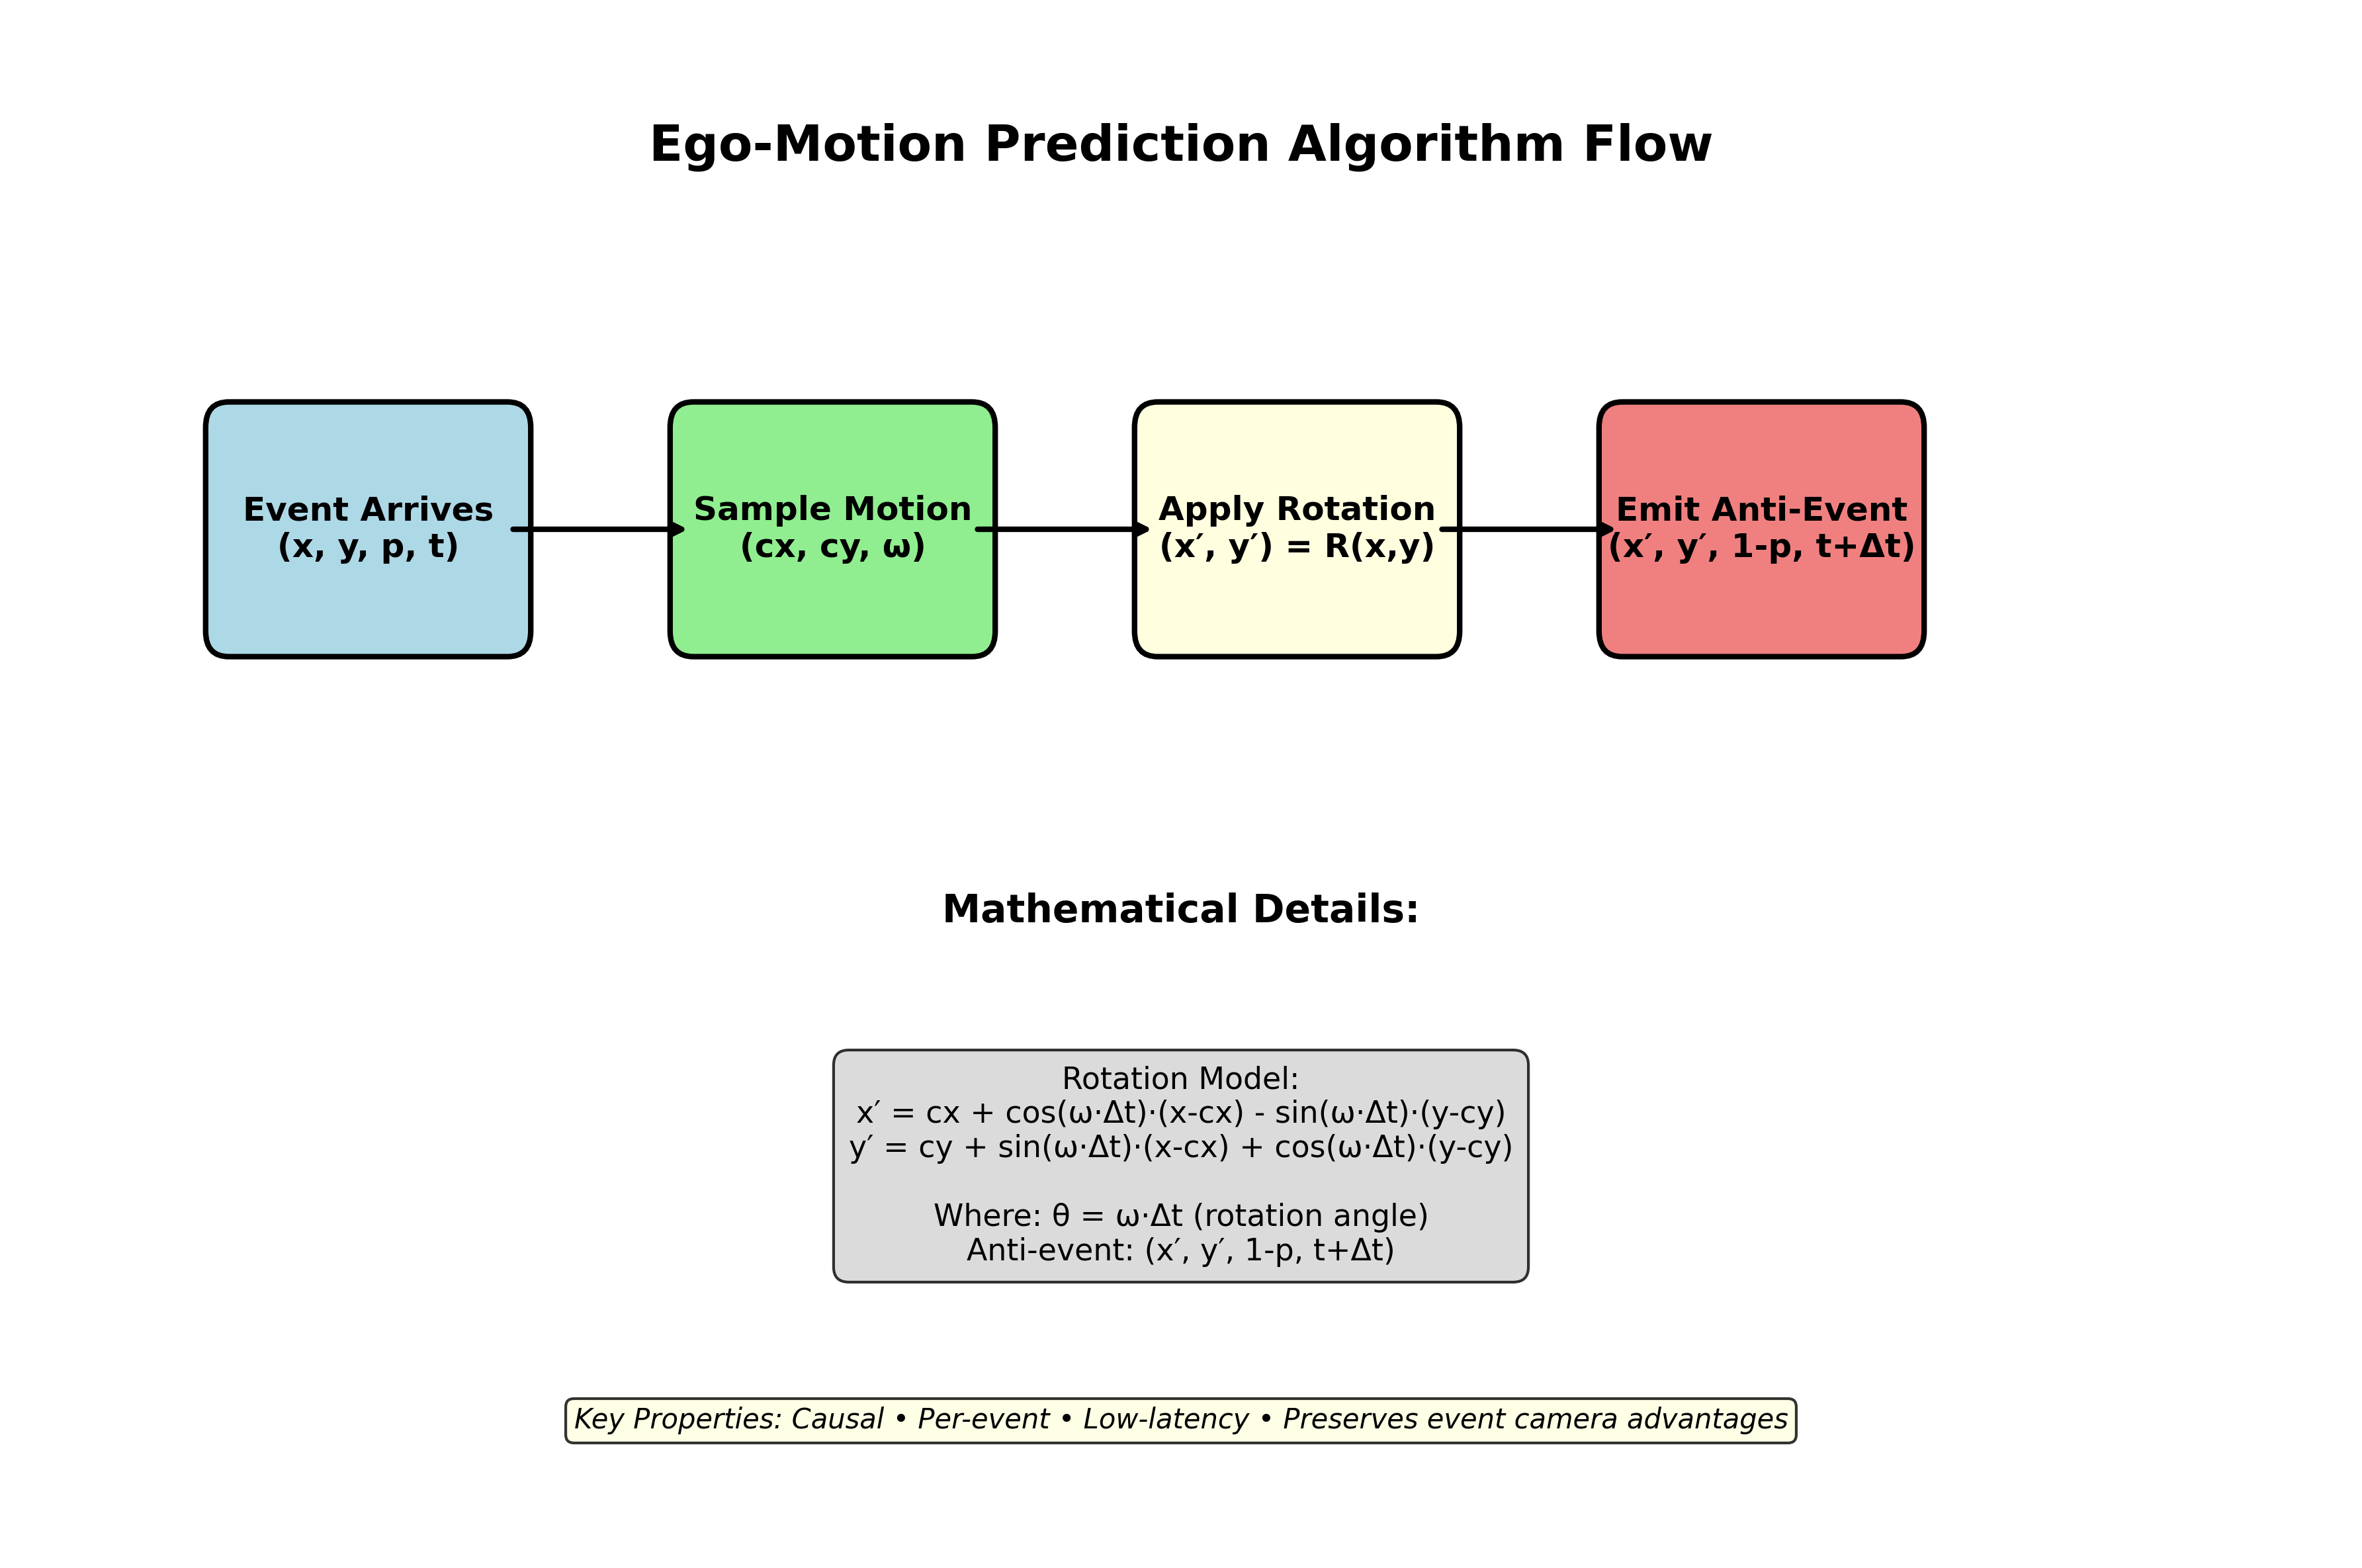 Ego-Motion Prediction Algorithm Flow
Event Arrives
(x, y, p, t)
Sample Motion
(cx, cy, ω)
Apply Rotation
(x′, y′) = R(x,y)
Emit Anti-Event
(x′, y′, 1-p, t+Δt)
Mathematical Details:
Rotation Model:
x′ = cx + cos(ω·Δt)·(x-cx) - sin(ω·Δt)·(y-cy)
y′ = cy + sin(ω·Δt)·(x-cx) + cos(ω·Δt)·(y-cy)
Where: θ = ω·Δt (rotation angle)
Anti-event: (x′, y′, 1-p, t+Δt)
Key Properties: Causal • Per-event • Low-latency • Preserves event camera advantages